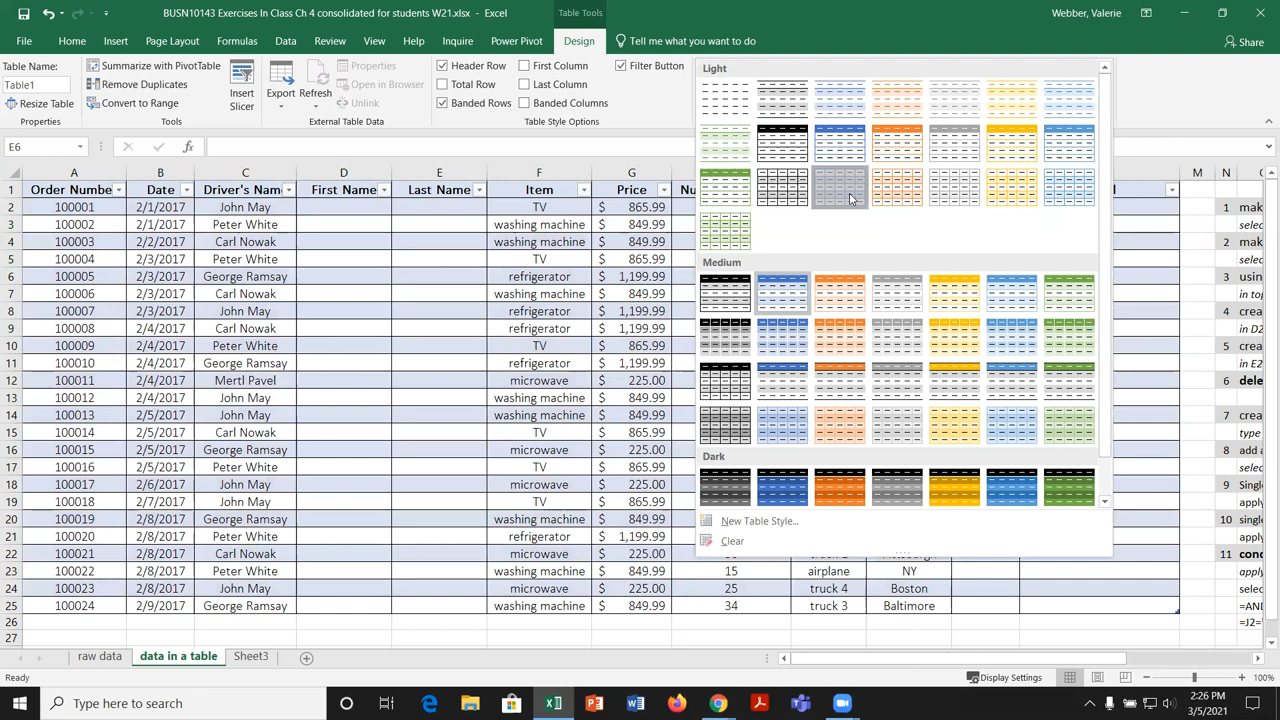 BUSN10143 Exercises In Class Ch 4 consolidated for students W21.xlsx - Excel
Table Tools
Webber, Valerie
File Home Insert Page Layout Formulas Data Review View Help Inquire Power Pivot Design Tell me what you want to do Share
Table Name:
Table1
Resize Table
Properties
Summarize with PivotTable
Remove Duplicates
Convert to Range
Tools
Insert Slicer
Export
Properties
Open in Browser
External Table Data
Header Row First Column Filter Button
Total Row Last Column
Banded Rows Banded Columns
Table Style Options
Light
Medium
Dark
New Table Style...
Clear
E6 fx
A B C D E F G M N
1 Order Numb Date Driver's Nam First Nam Last Nam Item Price
2 100001 2/1/2017 John May TV $ 865.99
3 100002 2/1/2017 Peter White washing machine $ 849.99
4 100003 2/2/2017 Carl Nowak washing machine $ 849.99
5 100004 2/2/2017 Peter White TV $ 865.99
6 100005 2/3/2017 George Ramsay refrigerator $ 1,199.99
7 100006 2/3/2017 Carl Nowak washing machine $ 849.99
8 100007 2/3/2017 John May refrigerator $ 1,199.99
9 100008 2/4/2017 Carl Nowak refrigerator $ 1,199.99
10 100009 2/4/2017 Peter White TV $ 865.99
11 100010 2/4/2017 George Ramsay refrigerator $ 1,199.99
12 100011 2/4/2017 Mertl Pavel microwave $ 225.00
13 100012 2/4/2017 John May washing machine $ 849.99
14 100013 2/5/2017 John May washing machine $ 849.99
15 100014 2/5/2017 Carl Nowak TV $ 865.99
16 100015 2/5/2017 Peter White microwave $ 225.00
17 100016 2/5/2017 Peter White TV $ 865.99
18 100017 2/5/2017 John May microwave $ 225.00
19 100018 2/7/2017 John May TV $ 865.99
20 100019 2/8/2017 George Ramsay washing machine $ 849.99
21 100020 2/8/2017 Peter White refrigerator $ 1,199.99
22 100021 2/8/2017 Carl Nowak microwave $ 225.00
23 100022 2/8/2017 Peter White washing machine $ 849.99 15 airplane NY
24 100023 2/8/2017 John May microwave $ 225.00 25 truck 4 Boston
25 100024 2/9/2017 George Ramsay washing machine $ 849.99 34 truck 3 Baltimore
26
27
1 mak
selec
2 mak
selec
3 using
in top
4 crea
in D2
5 crea
in E2
6 dele
7 crea
type
8 add a
selec
9 Singl
apply
10 singl
apply
11 conc
apply
selec
=AN
=J2=
raw data data in a table Sheet3
Ready Display Settings 100%
Type here to search
2:26 PM
3/5/2021